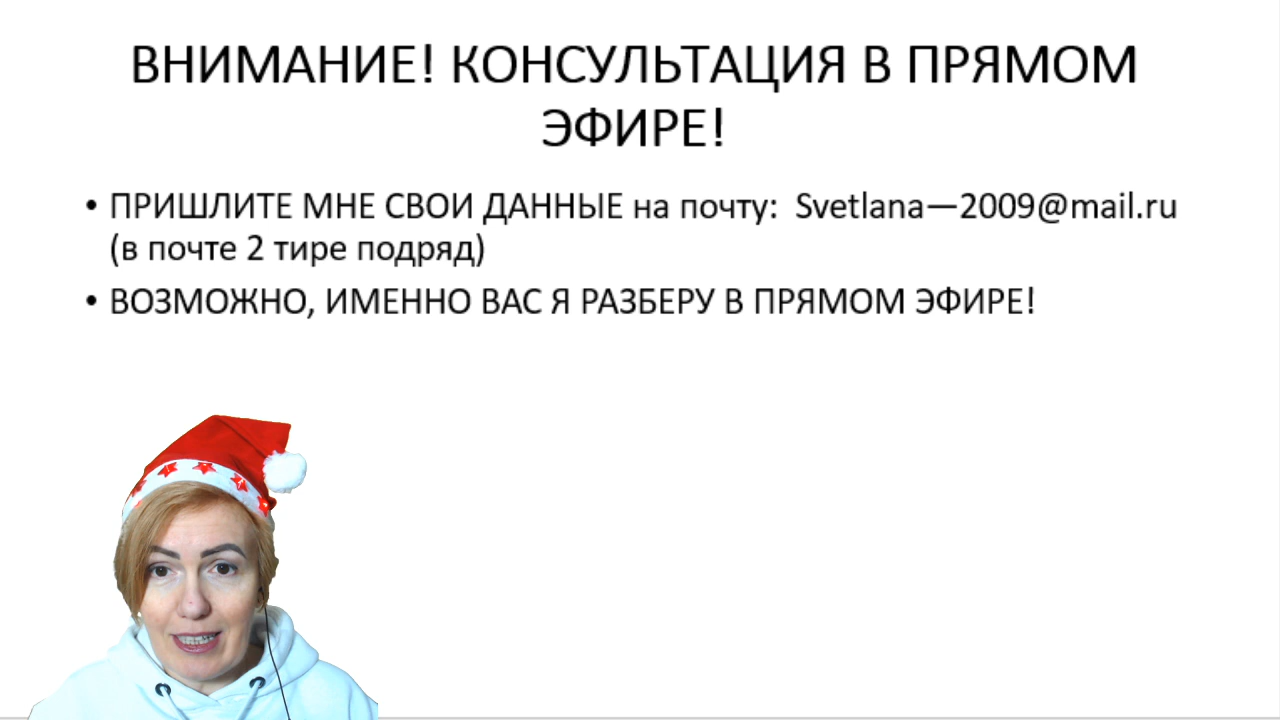 ВНИМАНИЕ! КОНСУЛЬТАЦИЯ В ПРЯМОМ
ЭФИРЕ!
• ПРИШЛИТЕ МНЕ СВОИ ДАННЫЕ на почту: Svetlana—2009@mail.ru
(в почте 2 тире подряд)
• ВОЗМОЖНО, ИМЕННО ВАС Я РАЗБЕРУ В ПРЯМОМ ЭФИРЕ!